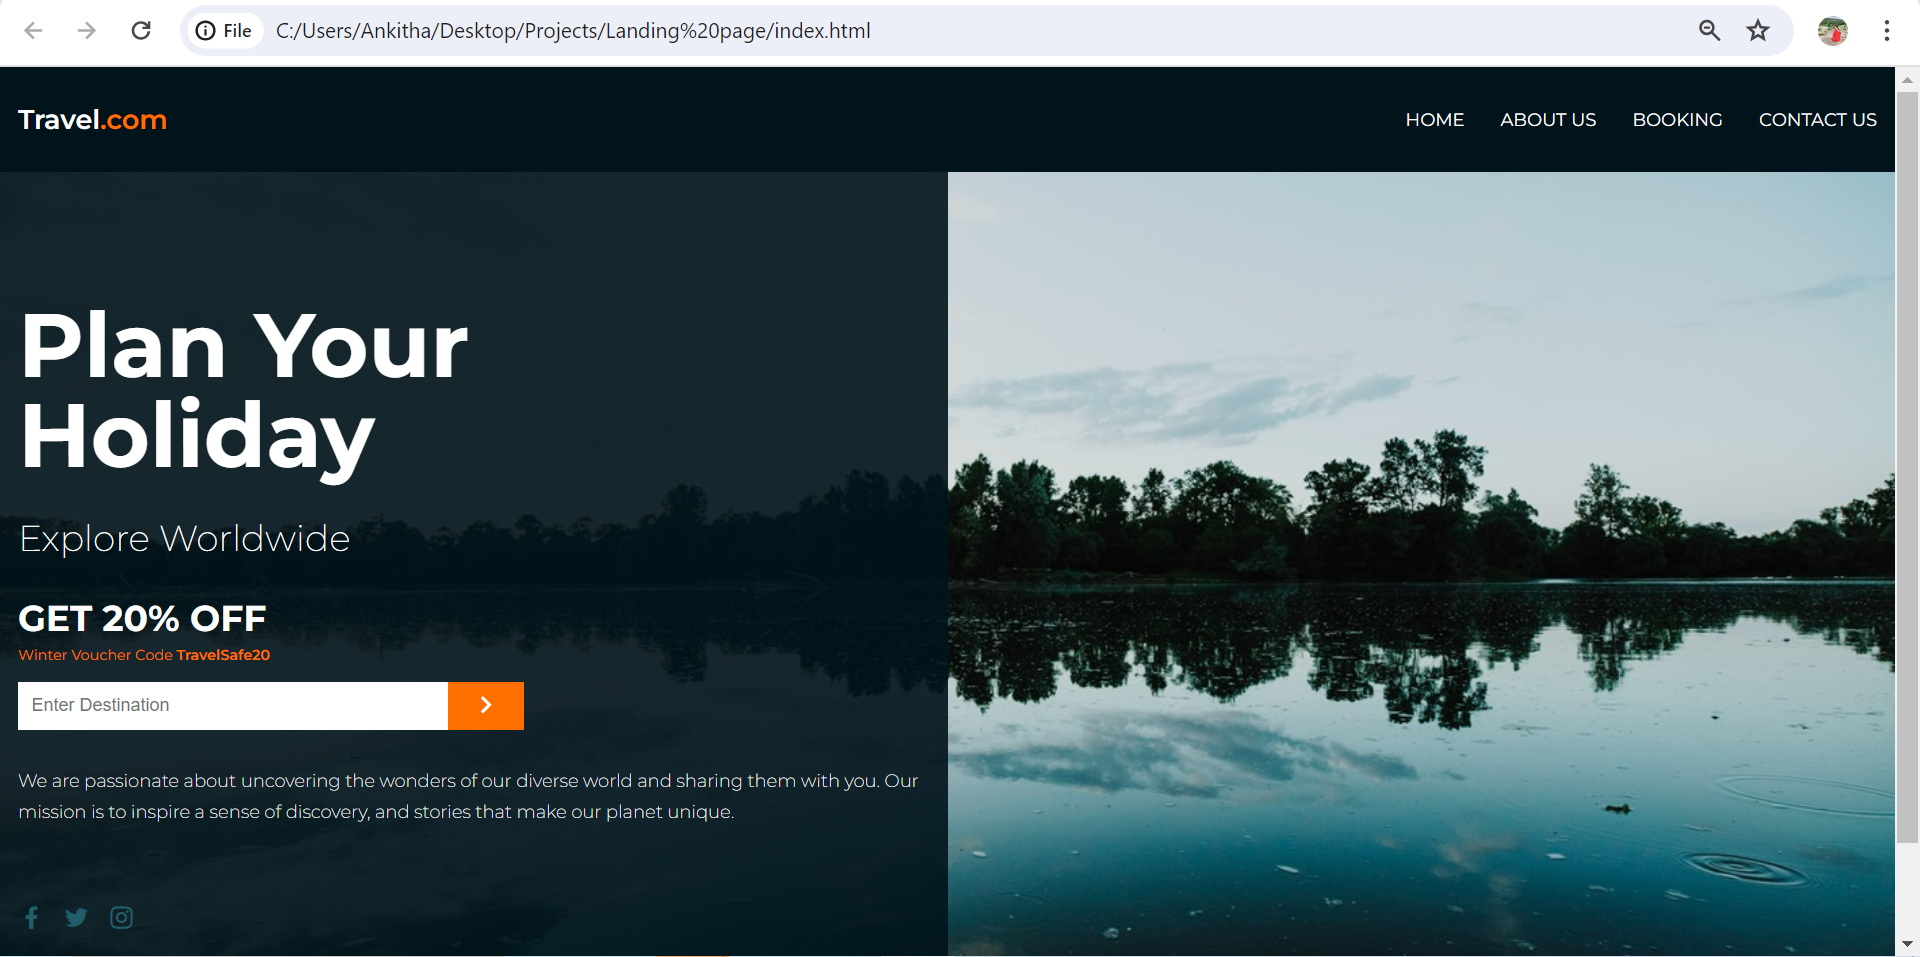 File C:/Users/Ankitha/Desktop/Projects/Landing%20page/index.html
Travel.com
HOME ABOUT US BOOKING CONTACT US
Plan Your
Holiday
Explore Worldwide
GET 20% OFF
Winter Voucher Code TravelSafe20
Enter Destination
We are passionate about uncovering the wonders of our diverse world and sharing them with you. Our
mission is to inspire a sense of discovery, and stories that make our planet unique.